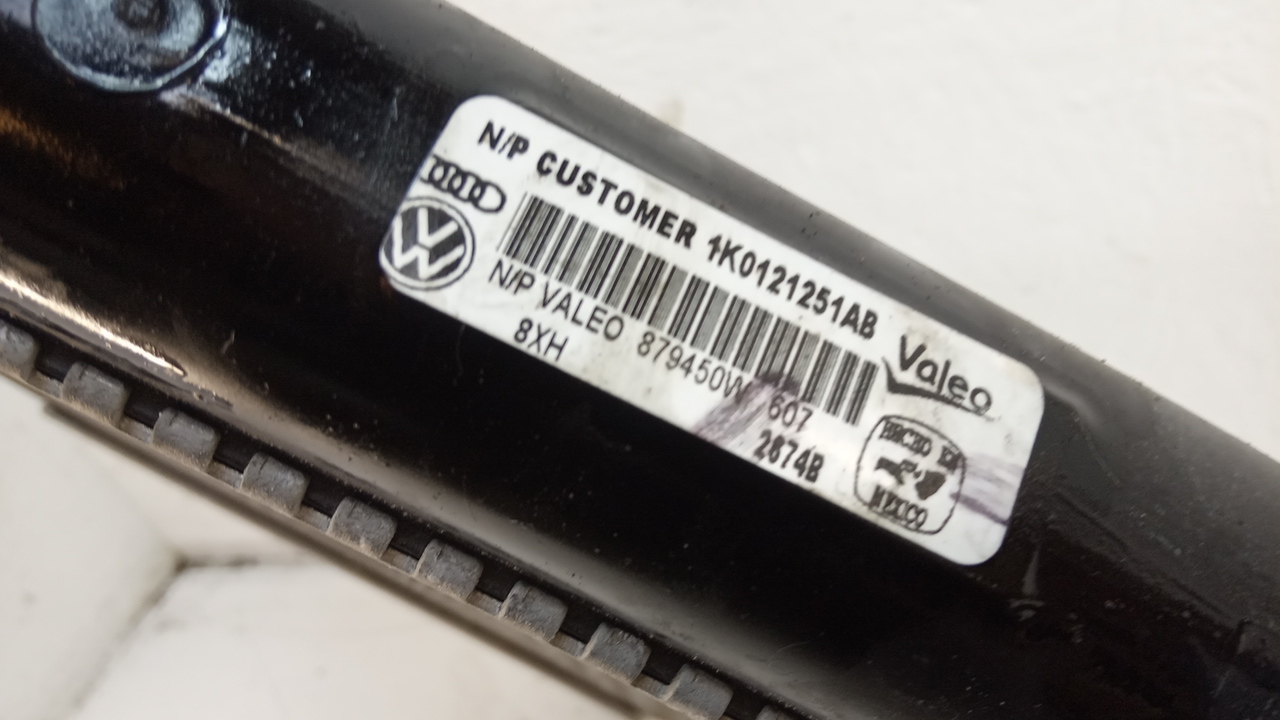 N/P CUSTOMER 1K0121251AB
N/P VALEO 879450W 607
8XH
2674B
Valeo
HECHO EN
MEXICO